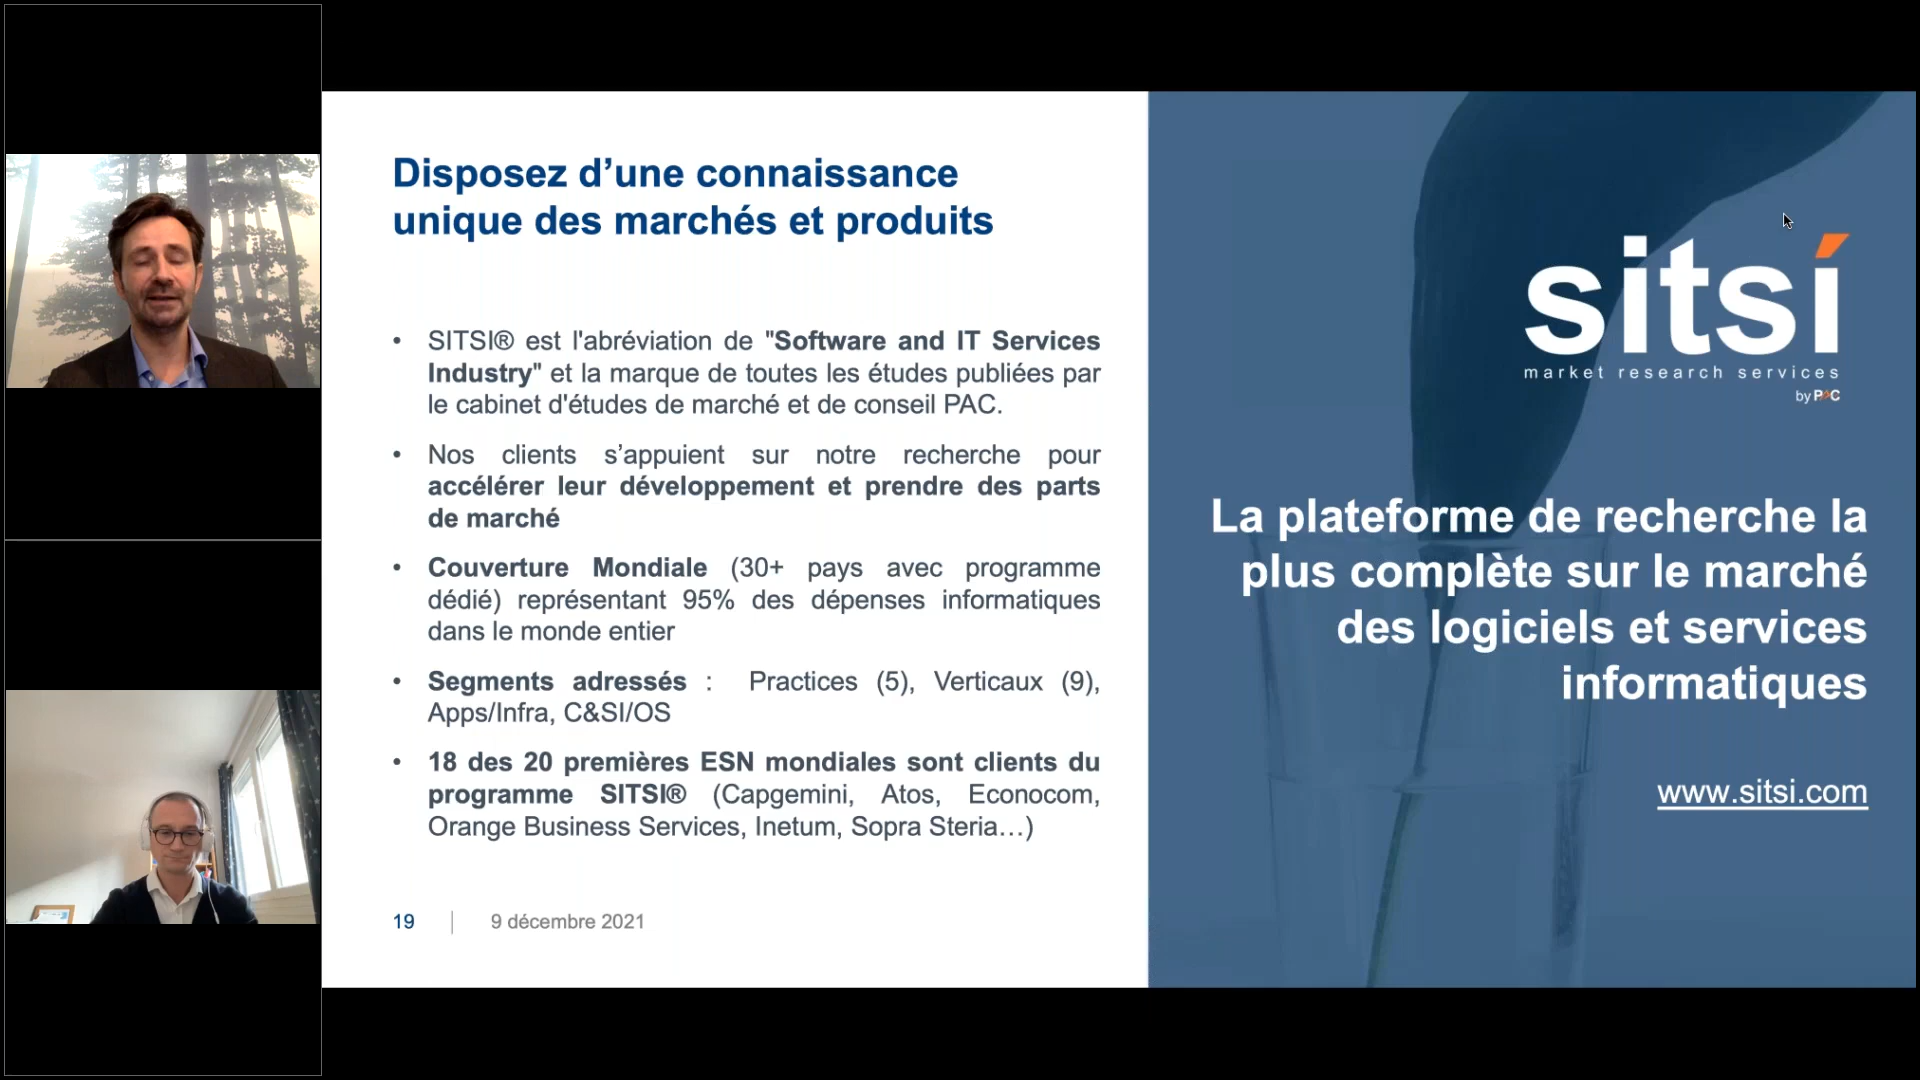 Disposez d’une connaissance
unique des marchés et produits
• SITSI® est l'abréviation de "Software and IT Services
Industry" et la marque de toutes les études publiées par
le cabinet d'études de marché et de conseil PAC.
• Nos clients s’appuient sur notre recherche pour
accélérer leur développement et prendre des parts
de marché
• Couverture Mondiale (30+ pays avec programme
dédié) représentant 95% des dépenses informatiques
dans le monde entier
• Segments adressés : Practices (5), Verticaux (9),
Apps/Infra, C&SI/OS
• 18 des 20 premières ESN mondiales sont clients du
programme SITSI® (Capgemini, Atos, Econocom,
Orange Business Services, Inetum, Sopra Steria…)
19 | 9 décembre 2021
sitsí
market research services
by PAC
La plateforme de recherche la
plus complète sur le marché
des logiciels et services
informatiques
www.sitsi.com